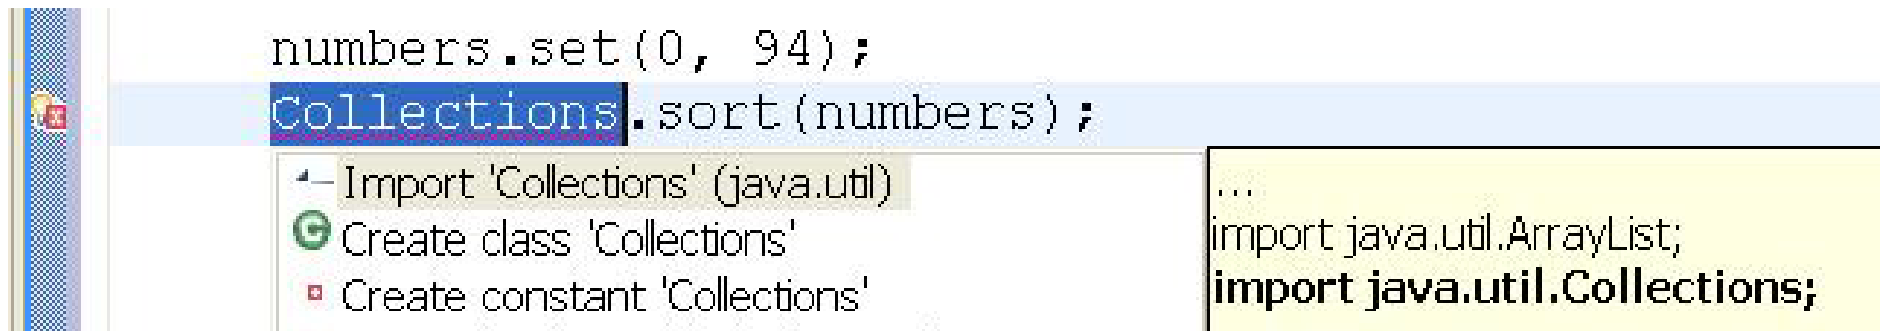 numbers.set(0, 94);
Collections.sort(numbers);
Import 'Collections' (java.util)
Create class 'Collections'
Create constant 'Collections'
...
import java.util.ArrayList;
import java.util.Collections;